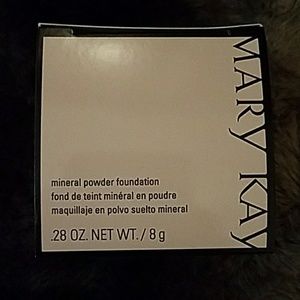 MARY KAY
mineral powder foundation
fond de teint minéral en poudre
maquillaje en polvo suelto mineral
.28 OZ. NET WT. / 8 g